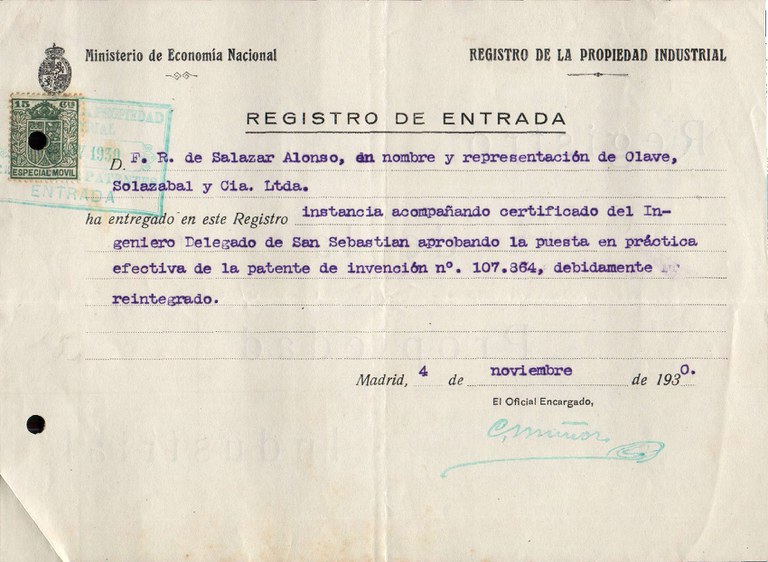 Ministerio de Economía Nacional
REGISTRO DE LA PROPIEDAD INDUSTRIAL
15 Cts
ESPECIAL MOVIL
PROPIEDAD
1930
ENTRADA
REGISTRO DE ENTRADA
D. F. R. de Salazar Alonso, en nombre y representación de Olave,
Solazabal y Cia. Ltda.
ha entregado en este Registro instancia acompañando certificado del In-
geniero Delegado de San Sebastian aprobando la puesta en práctica
efectiva de la patente de invención nº. 107.364, debidamente
reintegrado.
Madrid, 4 de noviembre de 1930.
El Oficial Encargado,
C. Muñoz